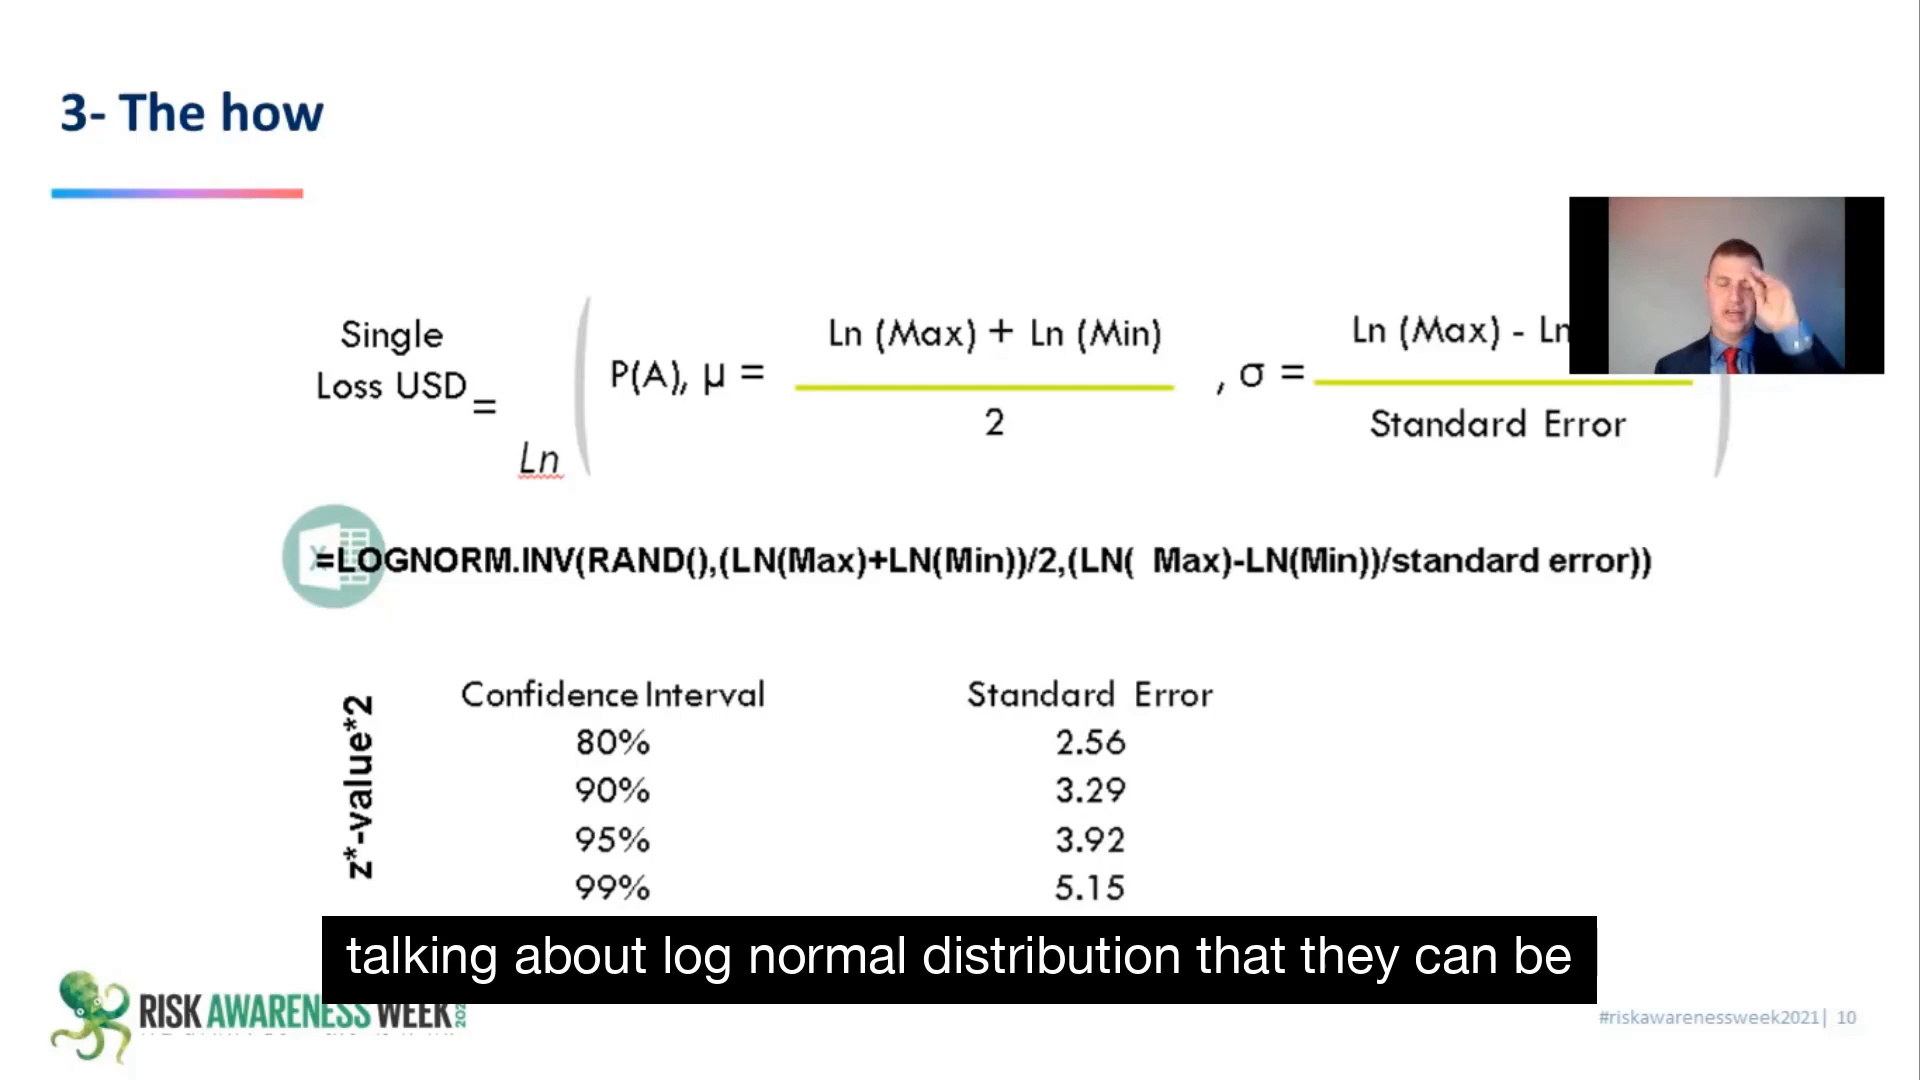 3- The how
Single
Loss USD =
Ln
P(A), μ =
Ln (Max) + Ln (Min)
2
, σ =
Ln (Max) - Ln
Standard Error
=LOGNORM.INV(RAND(),(LN(Max)+LN(Min))/2,(LN( Max)-LN(Min))/standard error))
z*-value*2
Confidence Interval Standard Error
80% 2.56
90% 3.29
95% 3.92
99% 5.15
talking about log normal distribution that they can be
RISK AWARENESS WEEK
#riskawarenessweek2021| 10